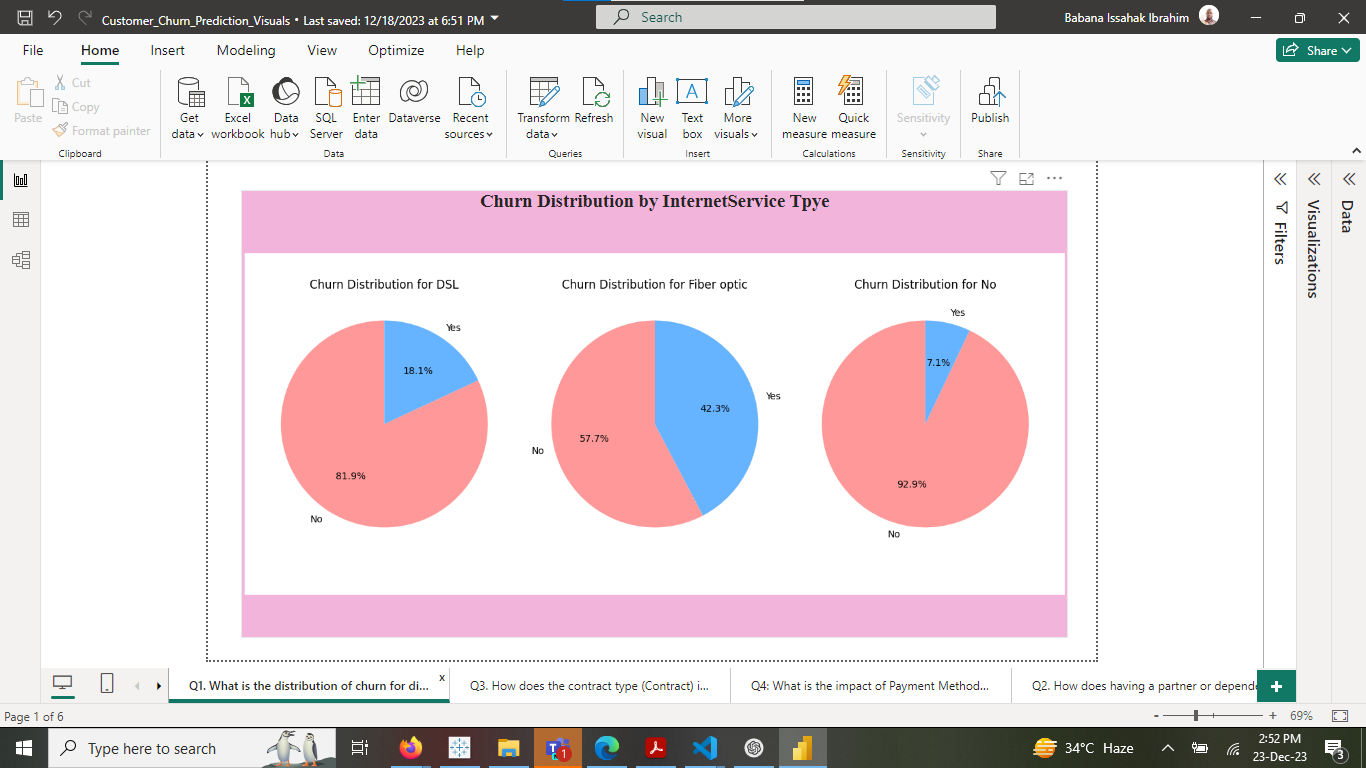 Customer_Churn_Prediction_Visuals • Last saved: 12/18/2023 at 6:51 PM
Search
Babana Issahak Ibrahim
File Home Insert Modeling View Optimize Help
Share
Paste
Cut
Copy
Format painter
Clipboard
Get data
Excel workbook
Data hub
SQL Server
Enter data
Dataverse
Recent sources
Data
Transform data
Refresh
Queries
New visual
Text box
More visuals
Insert
New measure
Quick measure
Calculations
Sensitivity
Sensitivity
Publish
Share
Churn Distribution by InternetService Tpye
Churn Distribution for DSL
Yes
18.1%
81.9%
No
Churn Distribution for Fiber optic
Yes
42.3%
57.7%
No
Churn Distribution for No
Yes
7.1%
92.9%
No
Filters
Visualizations
Data
Q1. What is the distribution of churn for di...
x
Q3. How does the contract type (Contract) i...
Q4: What is the impact of Payment Method...
Q2. How does having a partner or depende
+
Page 1 of 6
- + 69%
Type here to search
1
34°C Haze
2:52 PM
23-Dec-23
3